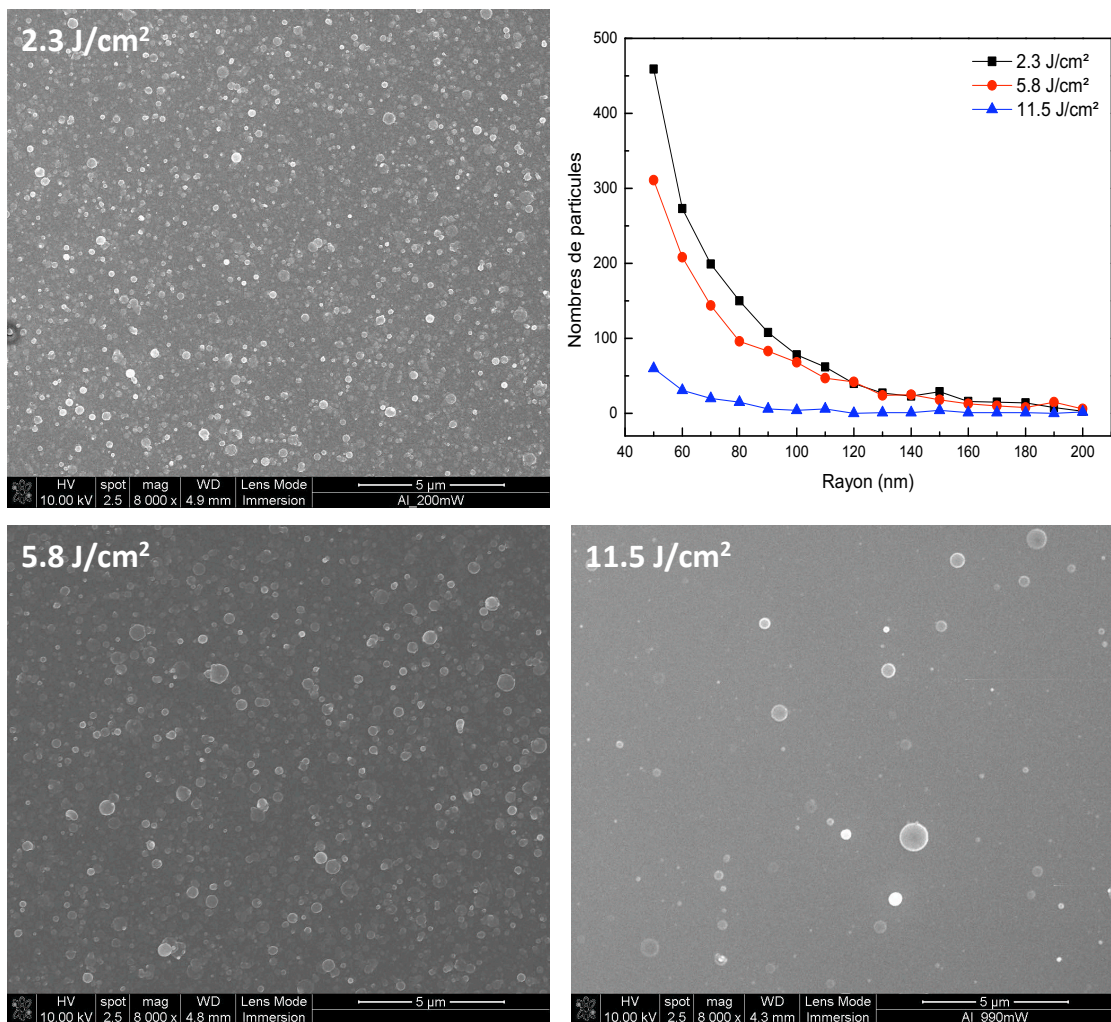 2.3 J/cm²
HV spot mag WD Lens Mode 5 µm
10.00 kV 2.5 8 000 x 4.9 mm Immersion Al_200mW
500
400
300
200
100
0
Nombres de particules
2.3 J/cm²
5.8 J/cm²
11.5 J/cm²
40 60 80 100 120 140 160 180 200
Rayon (nm)
5.8 J/cm²
HV spot mag WD Lens Mode 5 µm
10.00 kV 2.5 8 000 x 4.8 mm Immersion
11.5 J/cm²
HV spot mag WD Lens Mode 5 µm
10.00 kV 2.5 8 000 x 4.3 mm Immersion Al_990mW